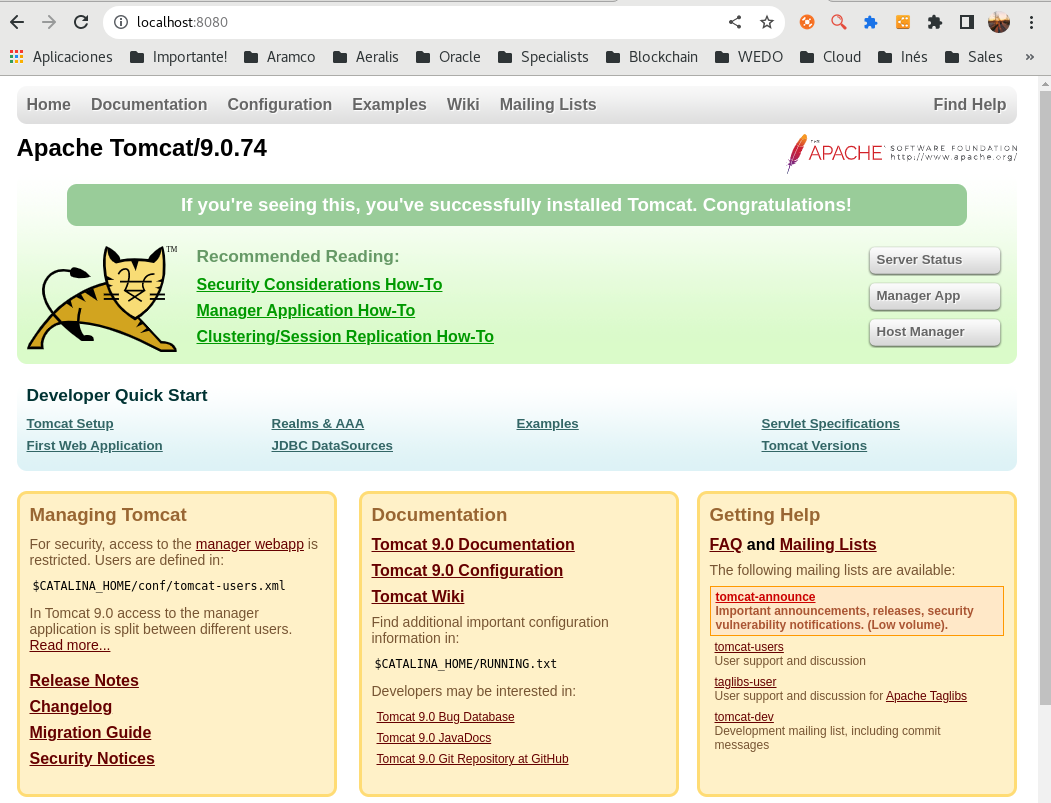 localhost:8080
Aplicaciones Importante! Aramco Aeralis Oracle Specialists Blockchain WEDO Cloud Inés Sales »
Home Documentation Configuration Examples Wiki Mailing Lists Find Help
Apache Tomcat/9.0.74
THE APACHE SOFTWARE FOUNDATION
http://www.apache.org/
If you're seeing this, you've successfully installed Tomcat. Congratulations!
TM
Recommended Reading:
Security Considerations How-To
Manager Application How-To
Clustering/Session Replication How-To
Server Status
Manager App
Host Manager
Developer Quick Start
Tomcat Setup Realms & AAA Examples Servlet Specifications
First Web Application JDBC DataSources Tomcat Versions
Managing Tomcat
For security, access to the manager webapp is
restricted. Users are defined in:
$CATALINA_HOME/conf/tomcat-users.xml
In Tomcat 9.0 access to the manager
application is split between different users.
Read more...
Release Notes
Changelog
Migration Guide
Security Notices
Documentation
Tomcat 9.0 Documentation
Tomcat 9.0 Configuration
Tomcat Wiki
Find additional important configuration
information in:
$CATALINA_HOME/RUNNING.txt
Developers may be interested in:
Tomcat 9.0 Bug Database
Tomcat 9.0 JavaDocs
Tomcat 9.0 Git Repository at GitHub
Getting Help
FAQ and Mailing Lists
The following mailing lists are available:
tomcat-announce
Important announcements, releases, security
vulnerability notifications. (Low volume).
tomcat-users
User support and discussion
taglibs-user
User support and discussion for Apache Taglibs
tomcat-dev
Development mailing list, including commit
messages